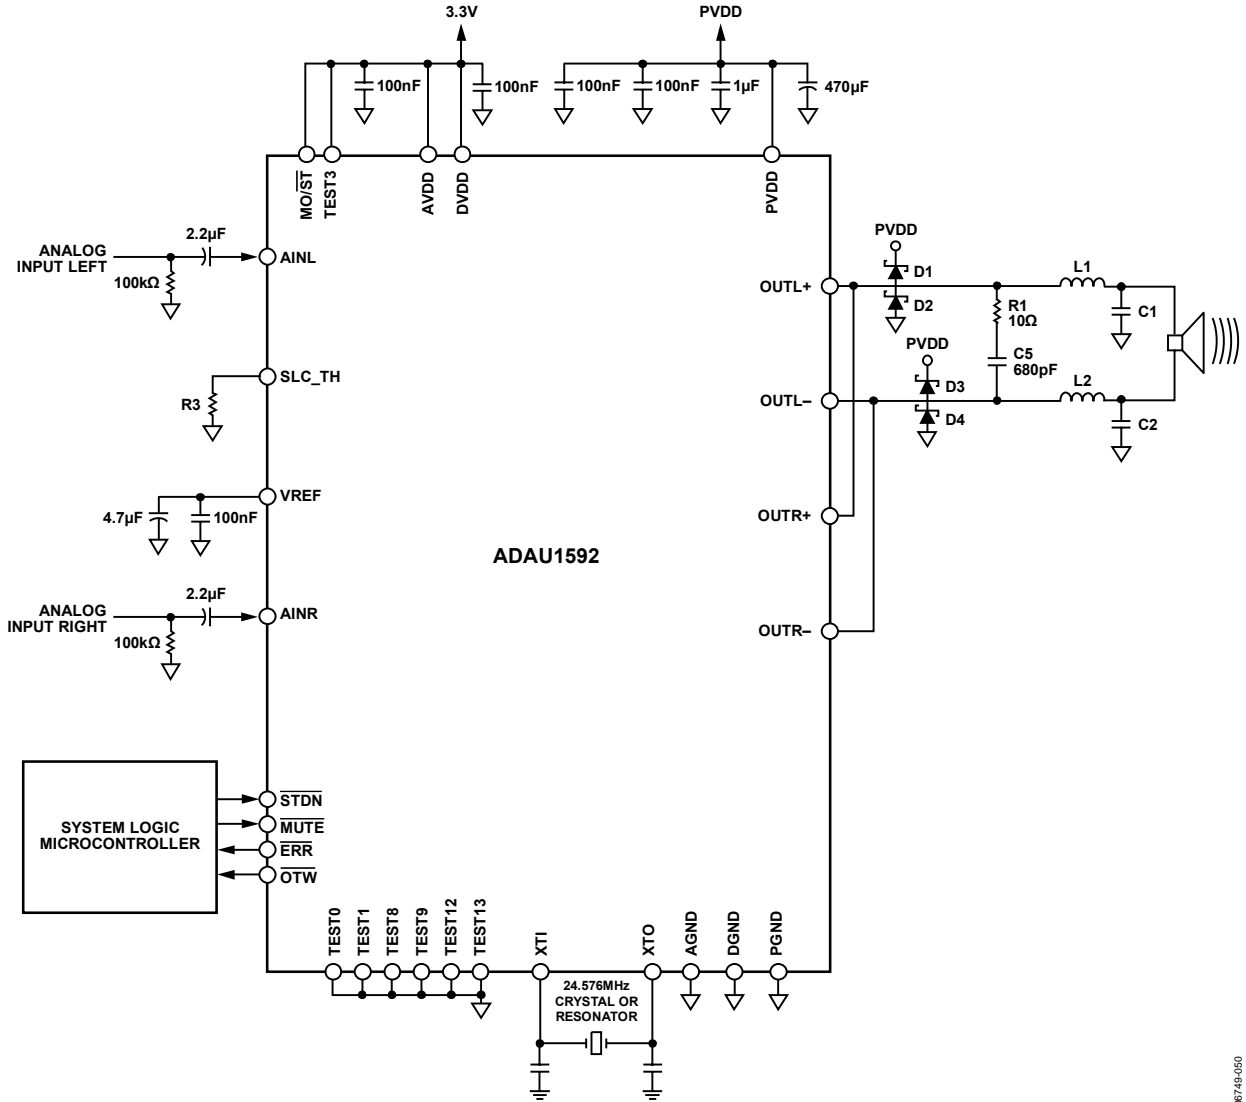 3.3V
PVDD
100nF
100nF
100nF
100nF
1µF
470µF
MO/ST
TEST3
AVDD
DVDD
PVDD
ANALOG
INPUT LEFT
2.2µF
100kΩ
AINL
SLC_TH
R3
VREF
4.7µF
100nF
ANALOG
INPUT RIGHT
2.2µF
100kΩ
AINR
ADAU1592
OUTL+
OUTL–
OUTR+
OUTR–
PVDD
D1
D2
PVDD
D3
D4
R1
10Ω
C5
680pF
L1
C1
L2
C2
SYSTEM LOGIC
MICROCONTROLLER
STDN
MUTE
ERR
OTW
TEST0
TEST1
TEST8
TEST9
TEST12
TEST13
XTI
XTO
AGND
DGND
PGND
24.576MHz
CRYSTAL OR
RESONATOR
06749-050